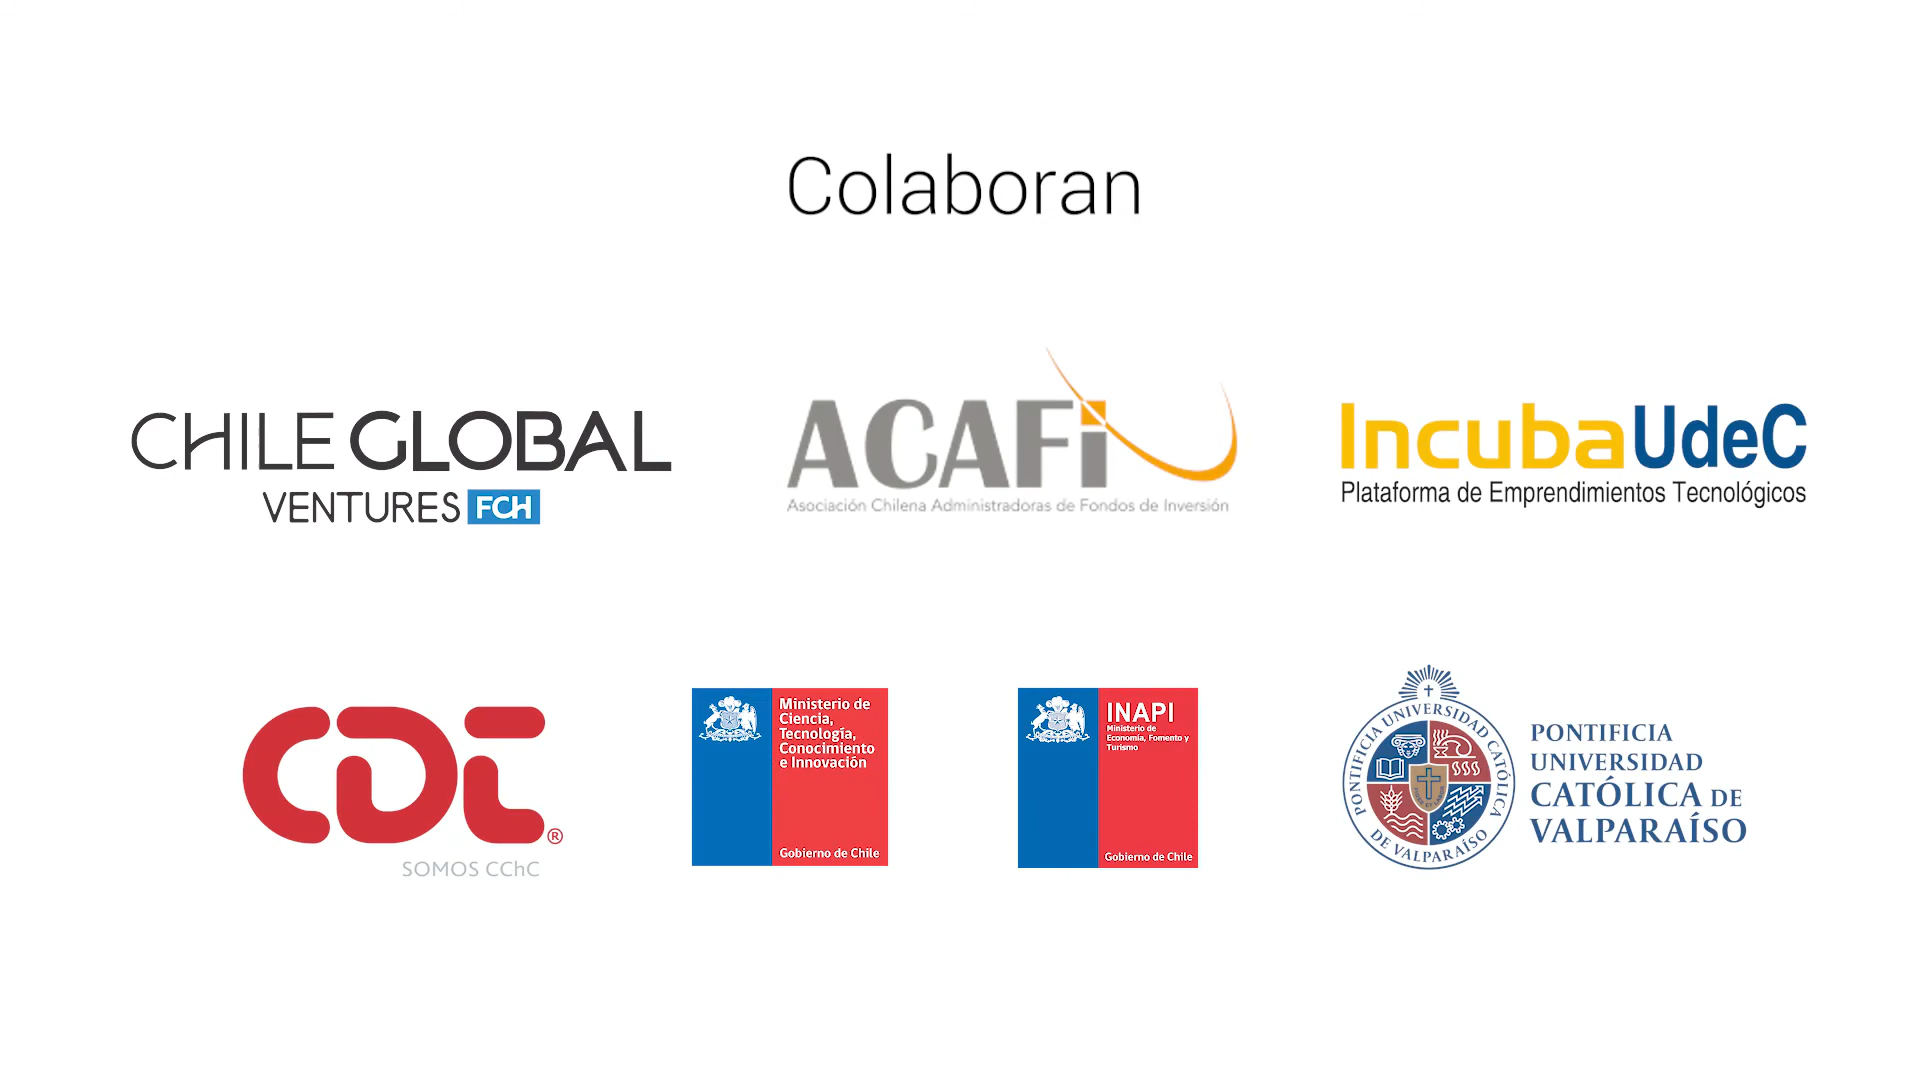 Colaboran
CHILE GLOBAL
VENTURES FCH
ACAFi
Asociación Chilena Administradoras de Fondos de Inversión
IncubaUdeC
Plataforma de Emprendimientos Tecnológicos
CDT®
SOMOS CChC
Ministerio de
Ciencia,
Tecnología,
Conocimiento
e Innovación
Gobierno de Chile
INAPI
Ministerio de
Economía, Fomento y
Turismo
Gobierno de Chile
PONTIFICIA UNIVERSIDAD CATÓLICA
DE VALPARAÍSO
PONTIFICIA
UNIVERSIDAD
CATÓLICA DE
VALPARAÍSO